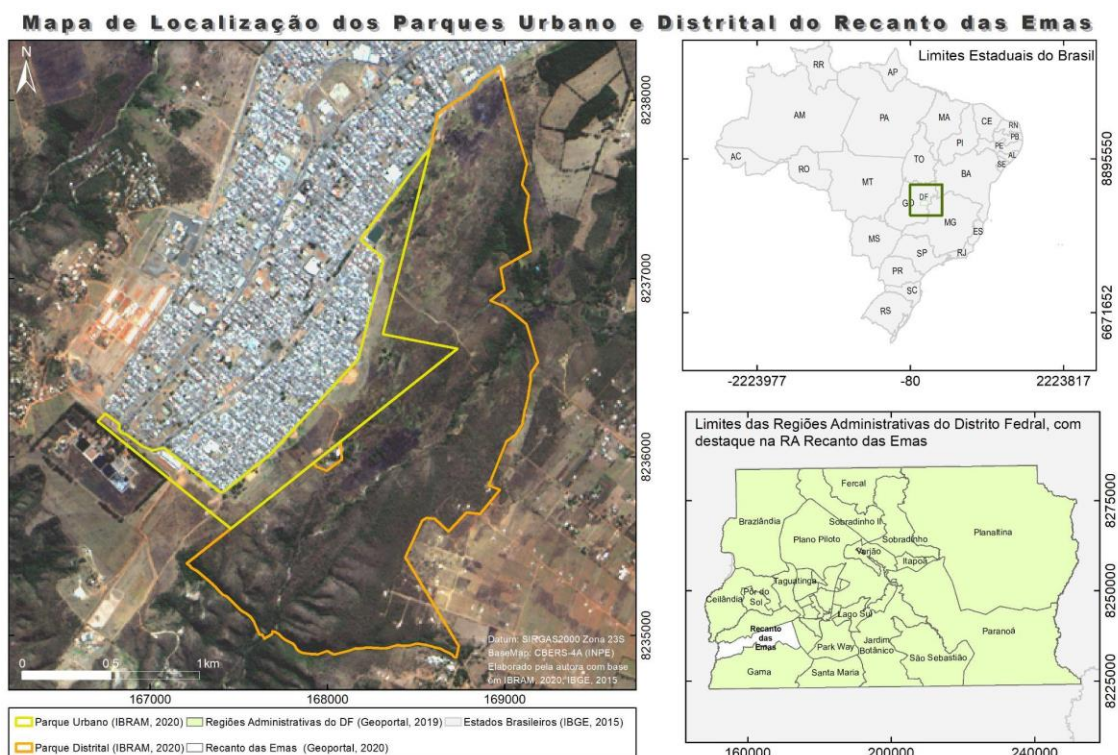 Mapa de Localização dos Parques Urbano e Distrital do Recanto das Emas
N
8238000
8237000
8236000
8235000
0 0,5 1km
Datum: SIRGAS2000 Zona 23S
BaseMap: CBERS-4A (INPE)
Elaborado pela autora com base
em IBRAM, 2020; IBGE, 2015
167000 168000 169000
Limites Estaduais do Brasil
RR
AP
AM
PA
MA
CE
RN
PB
PE
AL
SE
PI
AC
RO
TO
MT
BA
DF
GO
MG
ES
MS
SP
RJ
PR
SC
RS
8895550
6671652
-2223977 -80 2223817
Limites das Regiões Administrativas do Distrito Federal, com
destaque na RA Recanto das Emas
Fercal
Brazlândia
Sobradinho II
Planaltina
Plano Piloto
Sobradinho
Varjão
Itapoã
Taguatinga
Ceilândia
Pôr do
Sol
Lago Sul
Recanto
das
Emas
Park Way
Jardim
Botânico
Paranoá
São Sebastião
Gama
Santa Maria
8275000
8250000
8225000
160000 200000 240000
Parque Urbano (IBRAM, 2020) Regiões Administrativas do DF (Geoportal, 2019) Estados Brasileiros (IBGE, 2015)
Parque Distrital (IBRAM, 2020) Recanto das Emas (Geoportal, 2020)